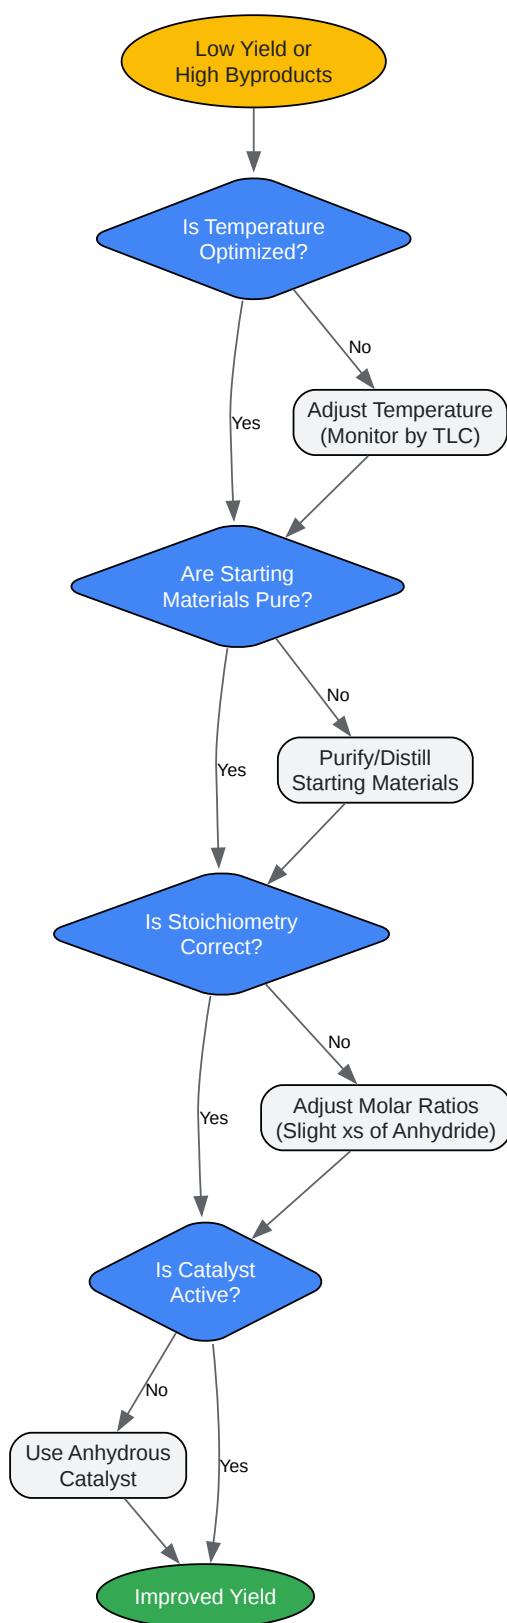 Low Yield or
High Byproducts
Is Temperature
Optimized?
No
Yes
Adjust Temperature
(Monitor by TLC)
Are Starting
Materials Pure?
No
Yes
Purify/Distill
Starting Materials
Is Stoichiometry
Correct?
No
Yes
Adjust Molar Ratios
(Slight xs of Anhydride)
Is Catalyst
Active?
No
Yes
Use Anhydrous
Catalyst
Improved Yield